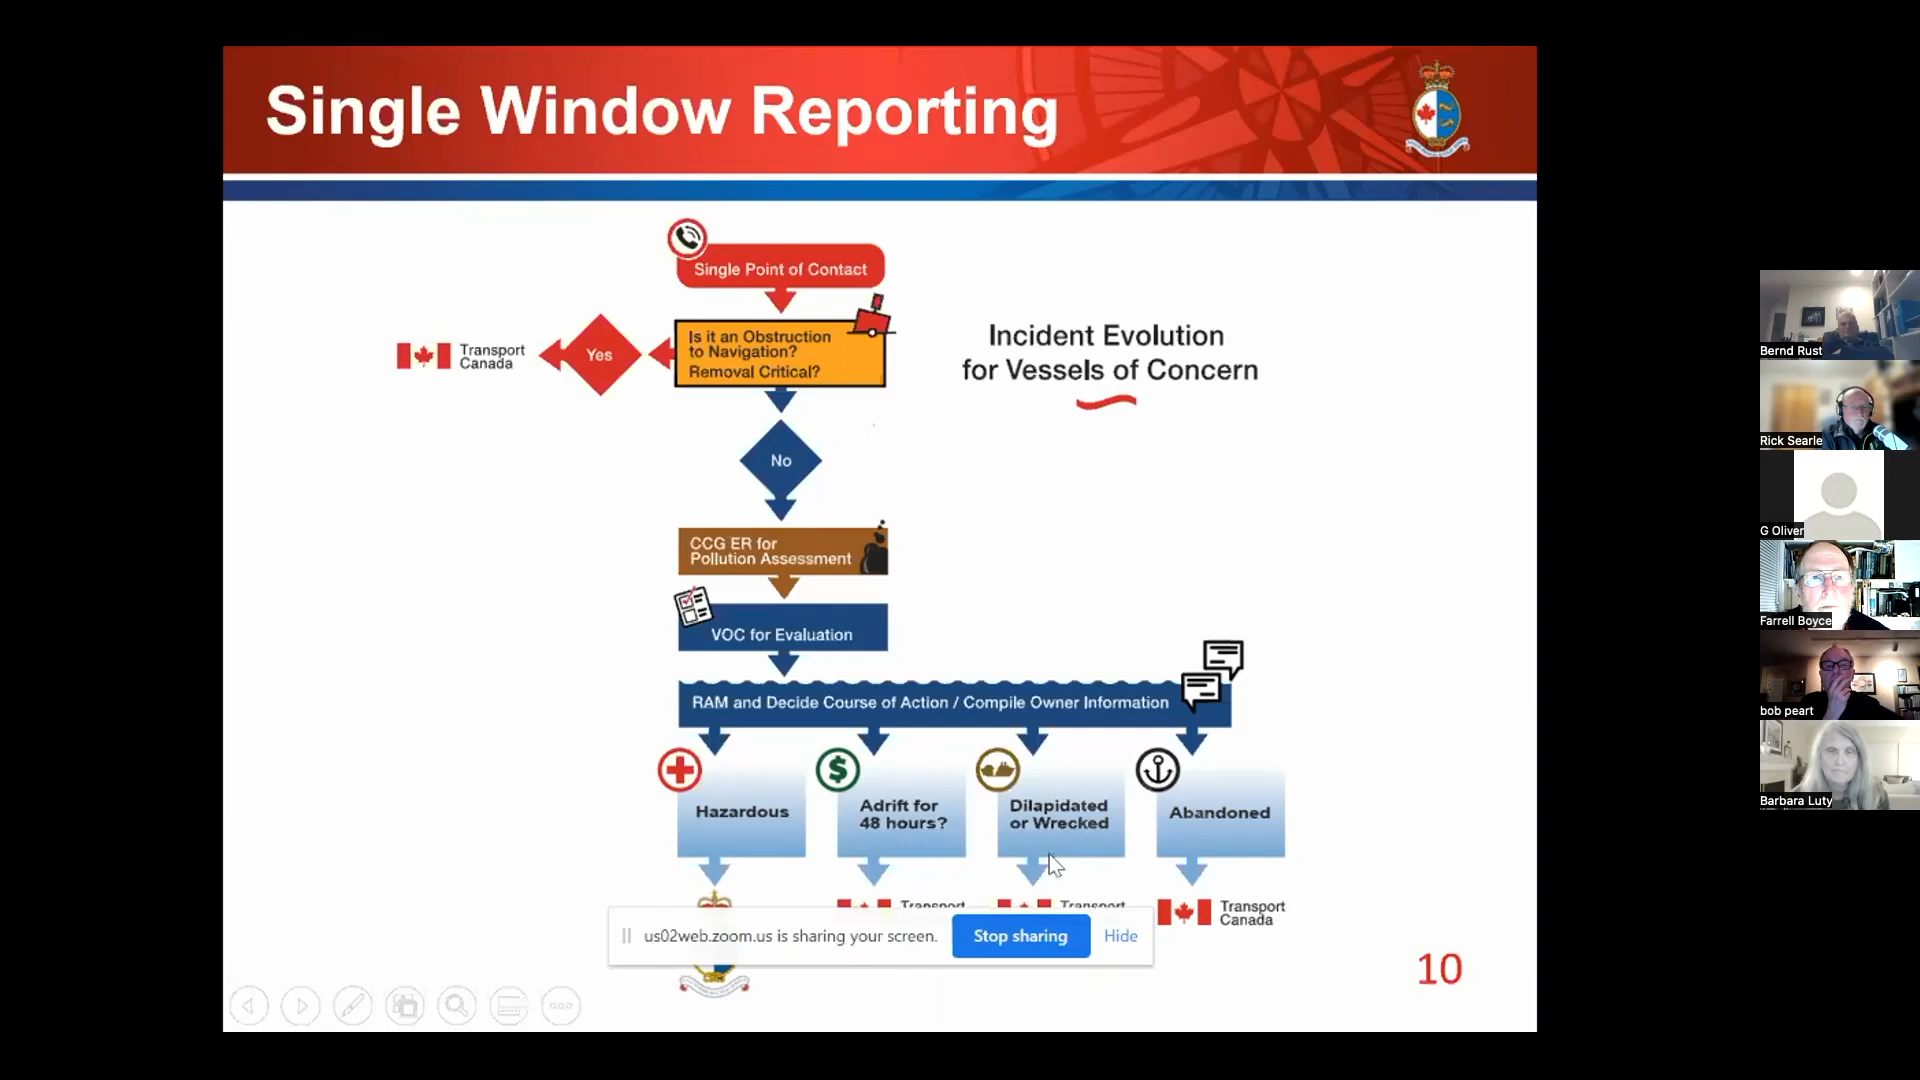 Single Window Reporting
Single Point of Contact
Is it an Obstruction
to Navigation?
Removal Critical?
Yes
Transport
Canada
Incident Evolution
for Vessels of Concern
No
CCG ER for
Pollution Assessment
VOC for Evaluation
RAM and Decide Course of Action / Compile Owner Information
Hazardous
Adrift for
48 hours?
Dilapidated
or Wrecked
Abandoned
Transport
Transport
Transport
Canada
us02web.zoom.us is sharing your screen.
Stop sharing
Hide
10
Bernd Rust
Rick Searle
G Oliver
Farrell Boyce
bob peart
Barbara Luty